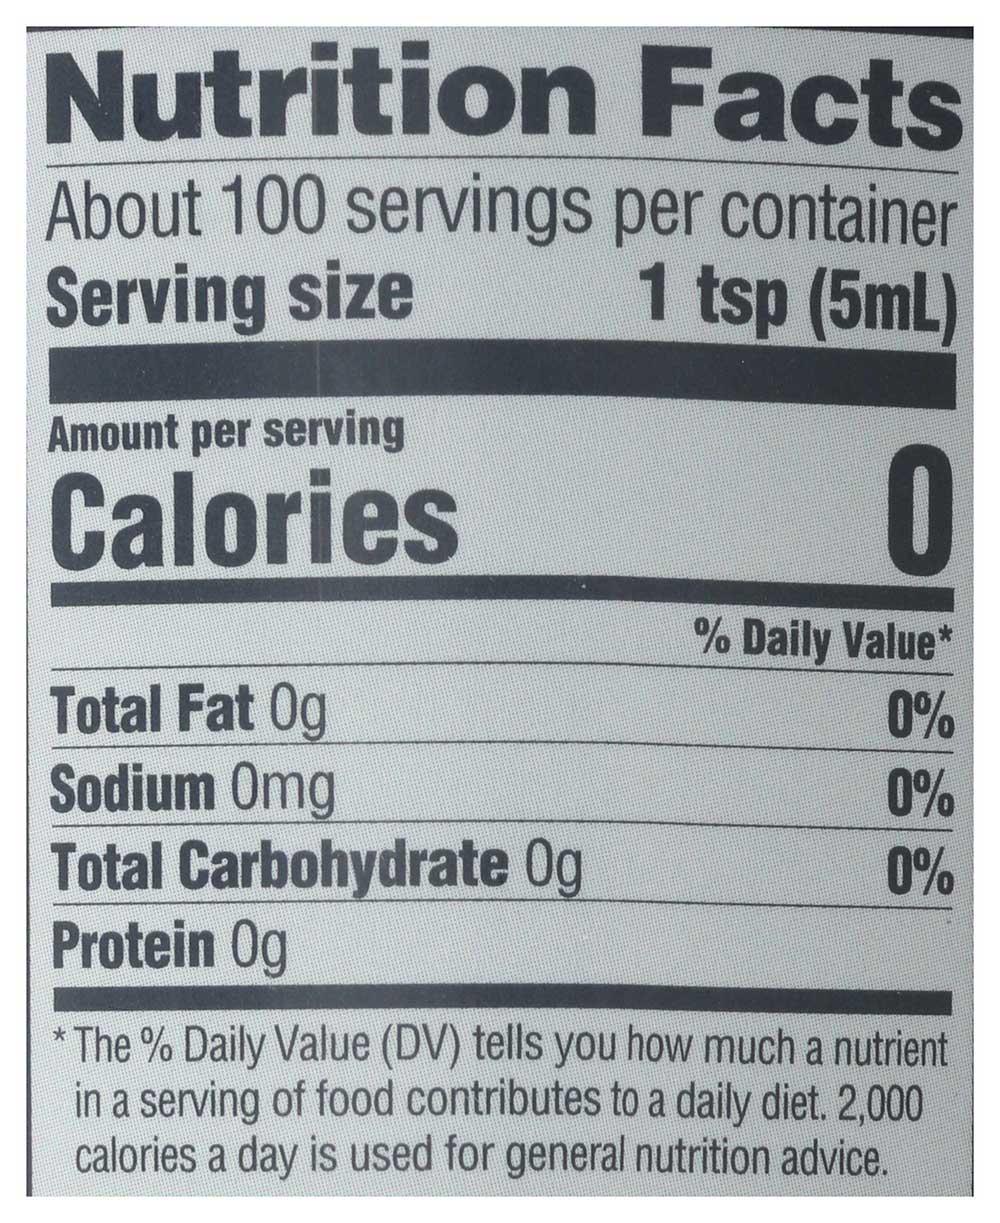 Nutrition Facts
About 100 servings per container
Serving size 1 tsp (5mL)
Amount per serving
Calories 0
% Daily Value*
Total Fat 0g 0%
Sodium 0mg 0%
Total Carbohydrate 0g 0%
Protein 0g
* The % Daily Value (DV) tells you how much a nutrient
in a serving of food contributes to a daily diet. 2,000
calories a day is used for general nutrition advice.